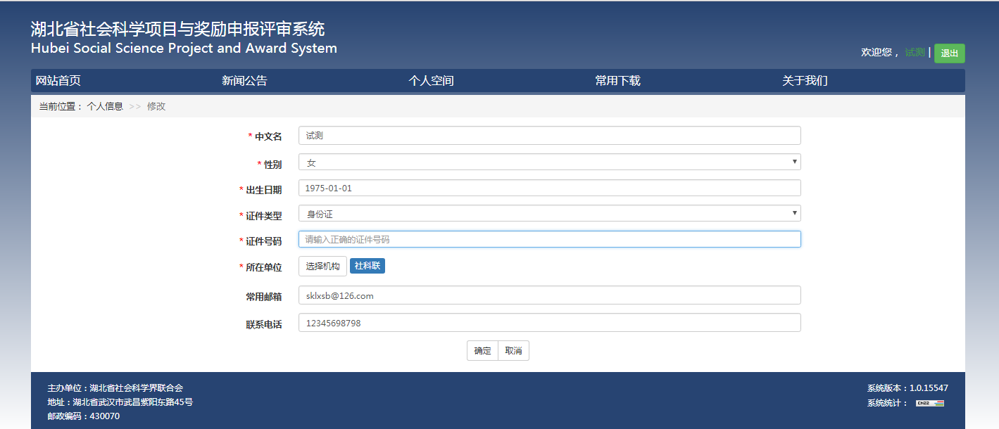 湖北省社会科学项目与奖励申报评审系统
Hubei Social Science Project and Award System
欢迎您， 试测 | 退出
网站首页 新闻公告 个人空间 常用下载 关于我们
当前位置： 个人信息 >> 修改
* 中文名 试测
* 性别 女
* 出生日期 1975-01-01
* 证件类型 身份证
* 证件号码 请输入正确的证件号码
* 所在单位 选择机构 社科联
常用邮箱 sklxsb@126.com
联系电话 12345698798
确定 取消
主办单位：湖北省社会科学界联合会 系统版本：1.0.15547
地址：湖北省武汉市武昌紫阳东路45号 系统统计： CNZZ
邮政编码：430070